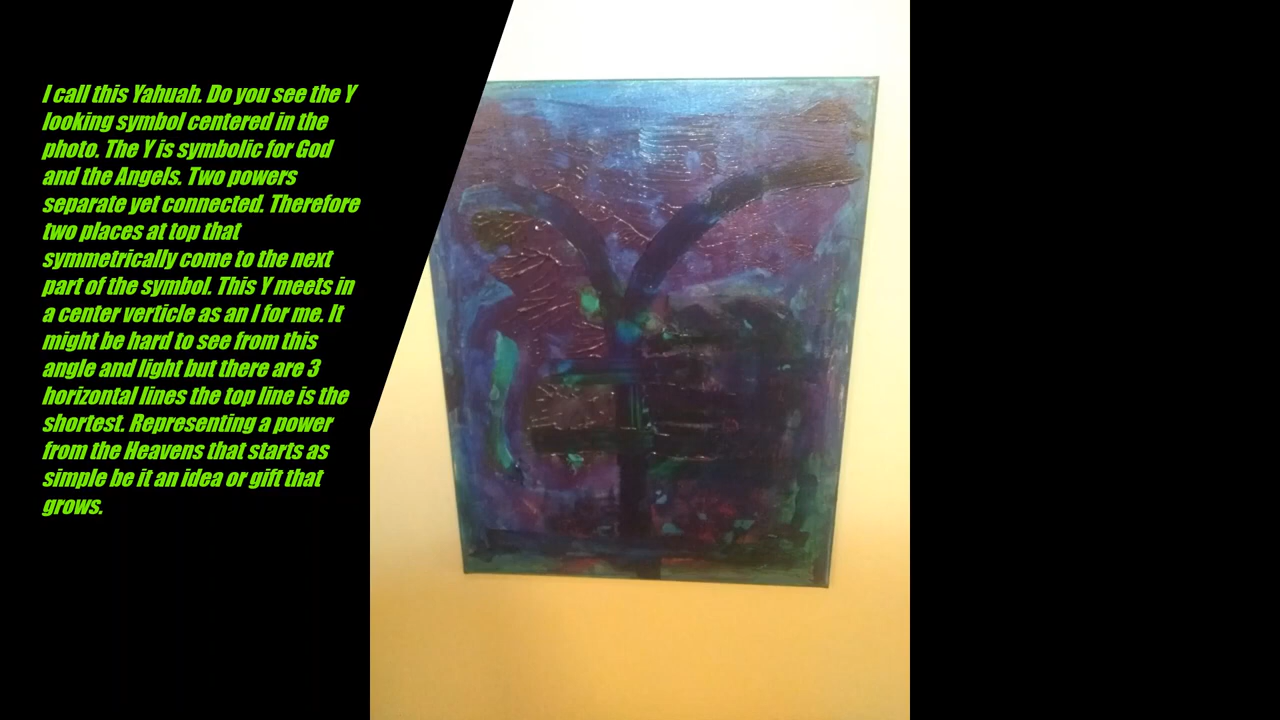 I call this Yahuah. Do you see the Y
looking symbol centered in the
photo. The Y is symbolic for God
and the Angels. Two powers
separate yet connected. Therefore
two places at top that
symmetrically come to the next
part of the symbol. This Y meets in
a center verticle as an I for me. It
might be hard to see from this
angle and light but there are 3
horizontal lines the top line is the
shortest. Representing a power
from the Heavens that starts as
simple be it an idea or gift that
grows.